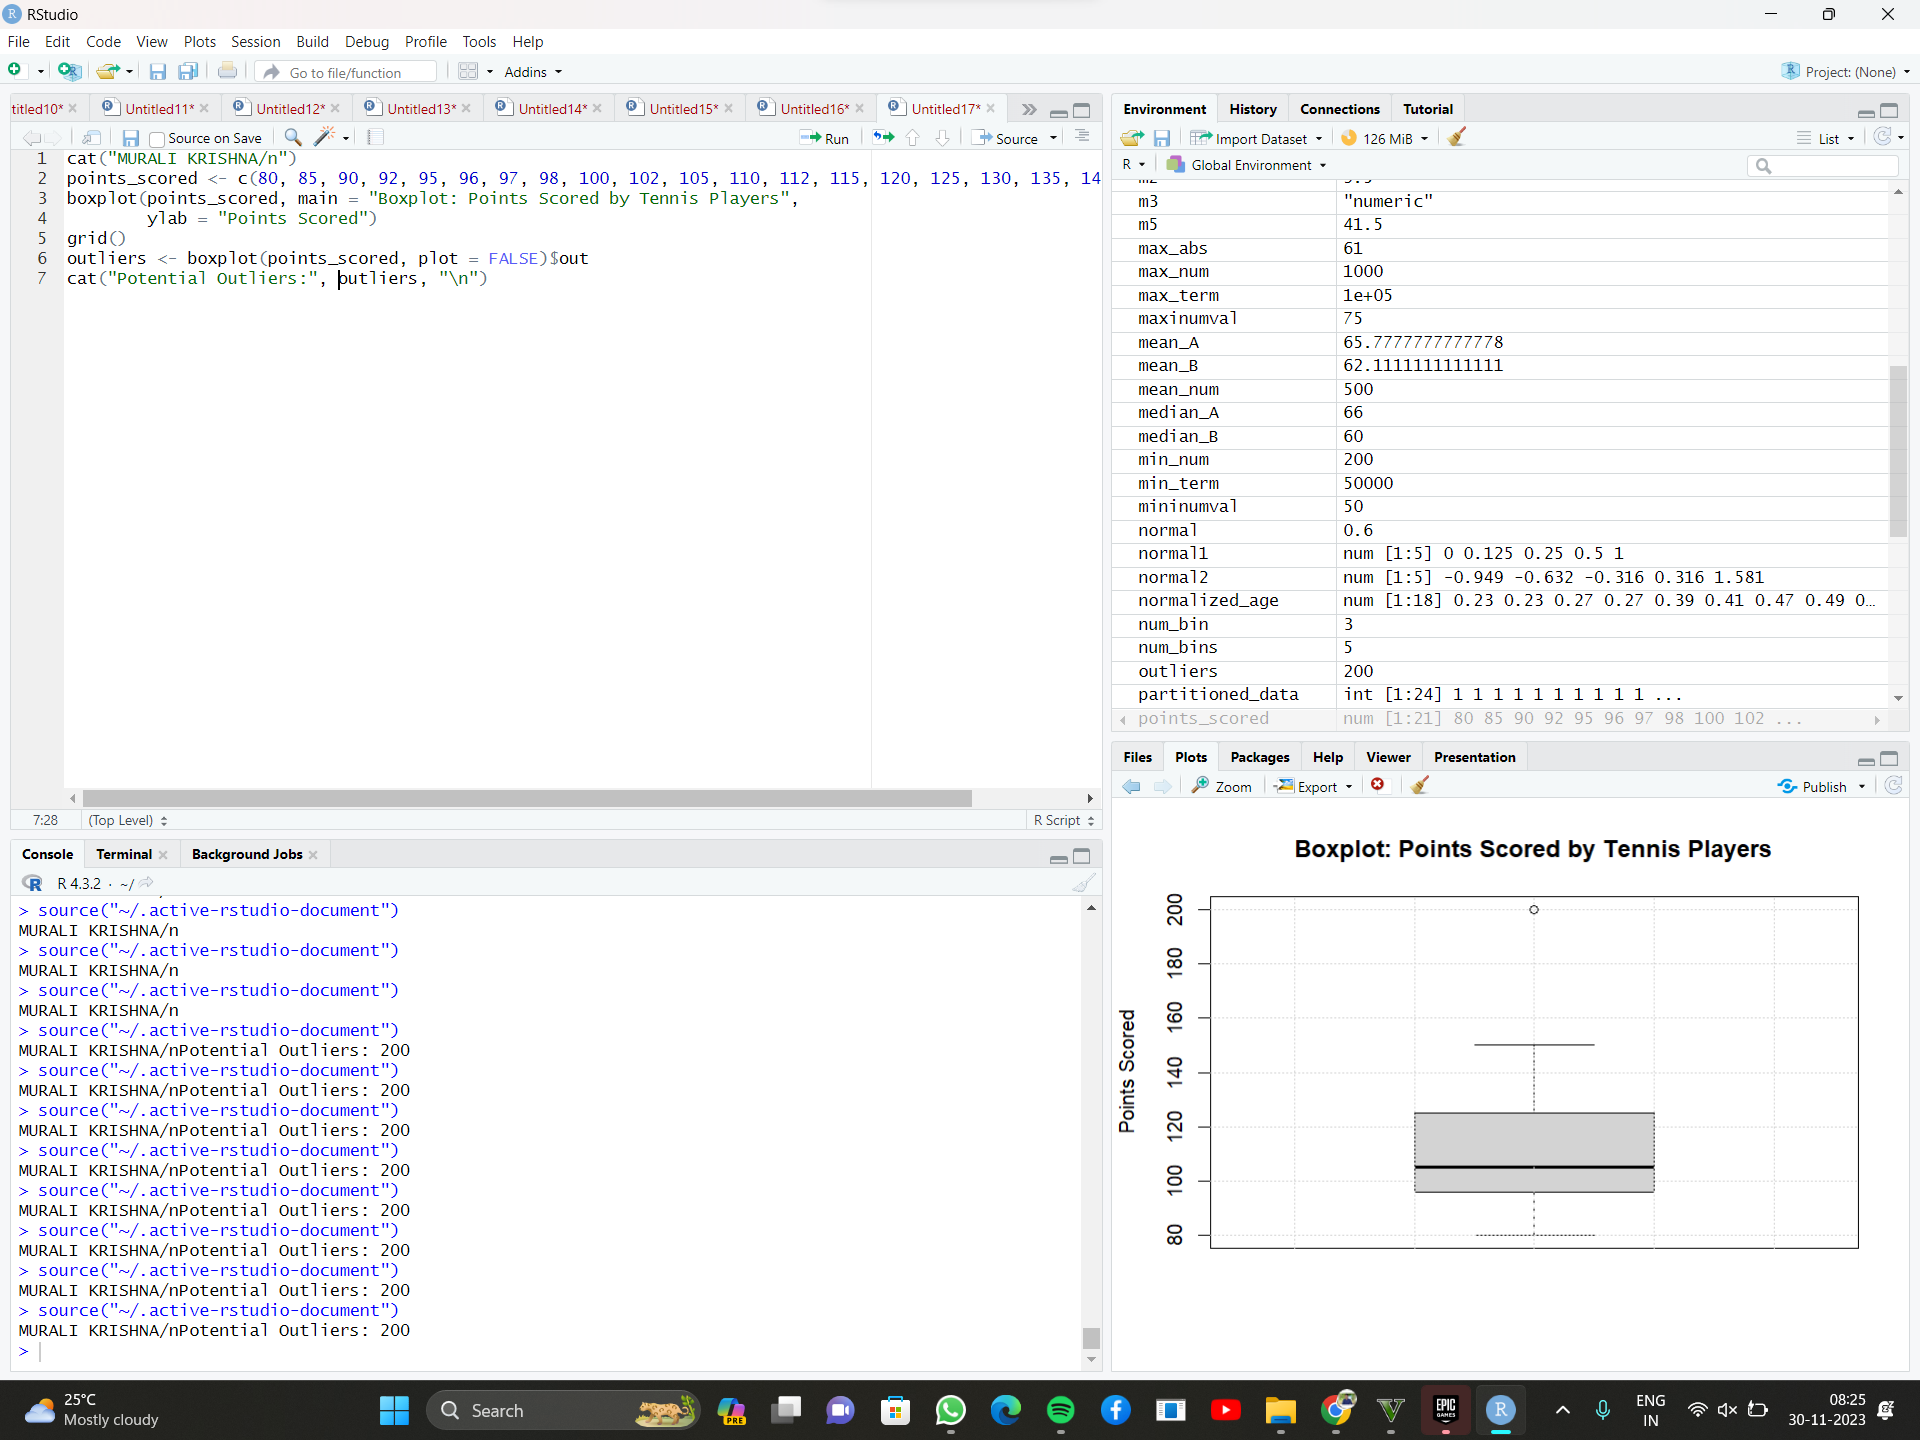 RStudio
File Edit Code View Plots Session Build Debug Profile Tools Help
Go to file/function Addins Project: (None)
titled10* Untitled11* Untitled12* Untitled13* Untitled14* Untitled15* Untitled16* Untitled17*
Source on Save Run Source
1 cat("MURALI KRISHNA/n")
2 points_scored <- c(80, 85, 90, 92, 95, 96, 97, 98, 100, 102, 105, 110, 112, 115, 120, 125, 130, 135, 14
3 boxplot(points_scored, main = "Boxplot: Points Scored by Tennis Players",
4 ylab = "Points Scored")
5 grid()
6 outliers <- boxplot(points_scored, plot = FALSE)$out
7 cat("Potential Outliers:", outliers, "\n")
7:28 (Top Level) R Script
Console Terminal Background Jobs
R 4.3.2 · ~/
> source("~/.active-rstudio-document")
MURALI KRISHNA/n
> source("~/.active-rstudio-document")
MURALI KRISHNA/n
> source("~/.active-rstudio-document")
MURALI KRISHNA/n
> source("~/.active-rstudio-document")
MURALI KRISHNA/nPotential Outliers: 200
> source("~/.active-rstudio-document")
MURALI KRISHNA/nPotential Outliers: 200
> source("~/.active-rstudio-document")
MURALI KRISHNA/nPotential Outliers: 200
> source("~/.active-rstudio-document")
MURALI KRISHNA/nPotential Outliers: 200
> source("~/.active-rstudio-document")
MURALI KRISHNA/nPotential Outliers: 200
> source("~/.active-rstudio-document")
MURALI KRISHNA/nPotential Outliers: 200
> source("~/.active-rstudio-document")
MURALI KRISHNA/nPotential Outliers: 200
> source("~/.active-rstudio-document")
MURALI KRISHNA/nPotential Outliers: 200
>
Environment History Connections Tutorial
Import Dataset 126 MiB List
R Global Environment
m3 "numeric"
m5 41.5
max_abs 61
max_num 1000
max_term 1e+05
maxinumval 75
mean_A 65.7777777777778
mean_B 62.1111111111111
mean_num 500
median_A 66
median_B 60
min_num 200
min_term 50000
mininumval 50
normal 0.6
normal1 num [1:5] 0 0.125 0.25 0.5 1
normal2 num [1:5] -0.949 -0.632 -0.316 0.316 1.581
normalized_age num [1:18] 0.23 0.23 0.27 0.27 0.39 0.41 0.47 0.49 0…
num_bin 3
num_bins 5
outliers 200
partitioned_data int [1:24] 1 1 1 1 1 1 1 1 1 1 ...
points_scored num [1:21] 80 85 90 92 95 96 97 98 100 102 ...
Files Plots Packages Help Viewer Presentation
Zoom Export Publish
Boxplot: Points Scored by Tennis Players
Points Scored
200
180
160
140
120
100
80
25°C
Mostly cloudy
Search
PRE
EPIC GAMES
R
ENG
IN
08:25
30-11-2023